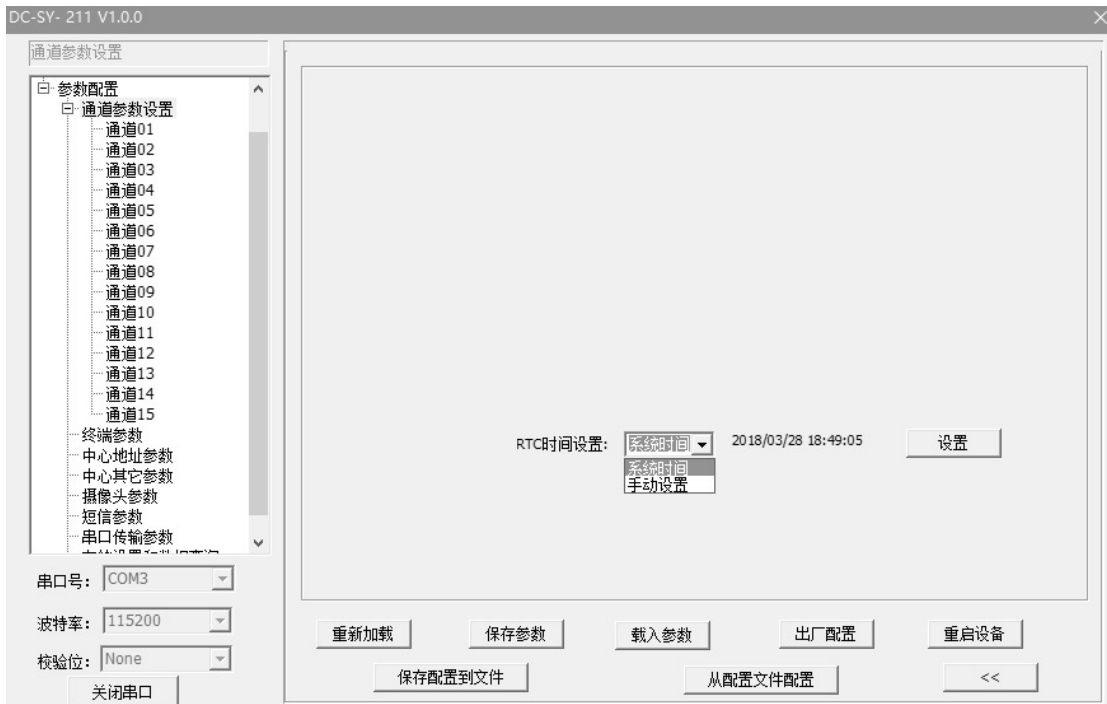 DC-SY- 211 V1.0.0
通道参数设置
参数配置
通道参数设置
通道01
通道02
通道03
通道04
通道05
通道06
通道07
通道08
通道09
通道10
通道11
通道12
通道13
通道14
通道15
终端参数
中心地址参数
中心其它参数
摄像头参数
短信参数
串口传输参数
串口号: COM3
波特率: 115200
校验位: None
关闭串口
RTC时间设置: 系统时间 2018/03/28 18:49:05 设置
系统时间
手动设置
重新加载 保存参数 载入参数 出厂配置 重启设备
保存配置到文件 从配置文件配置 <<